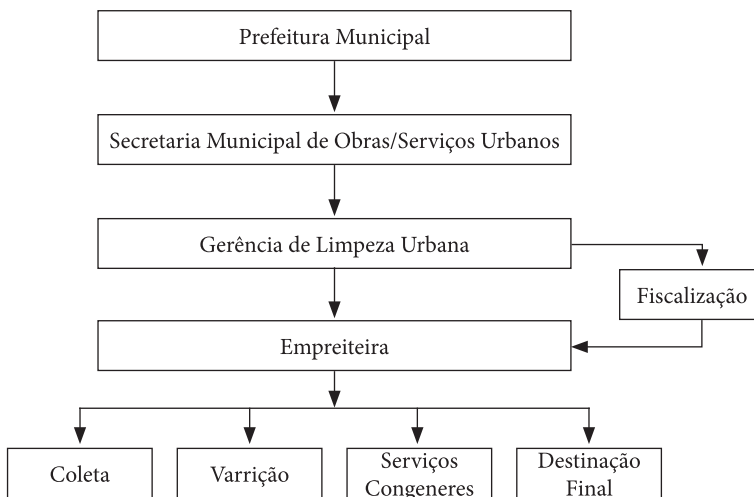 Prefeitura Municipal
Secretaria Municipal de Obras/Serviços Urbanos
Gerência de Limpeza Urbana
Fiscalização
Empreiteira
Coleta
Varrição
Serviços
Congeneres
Destinação
Final